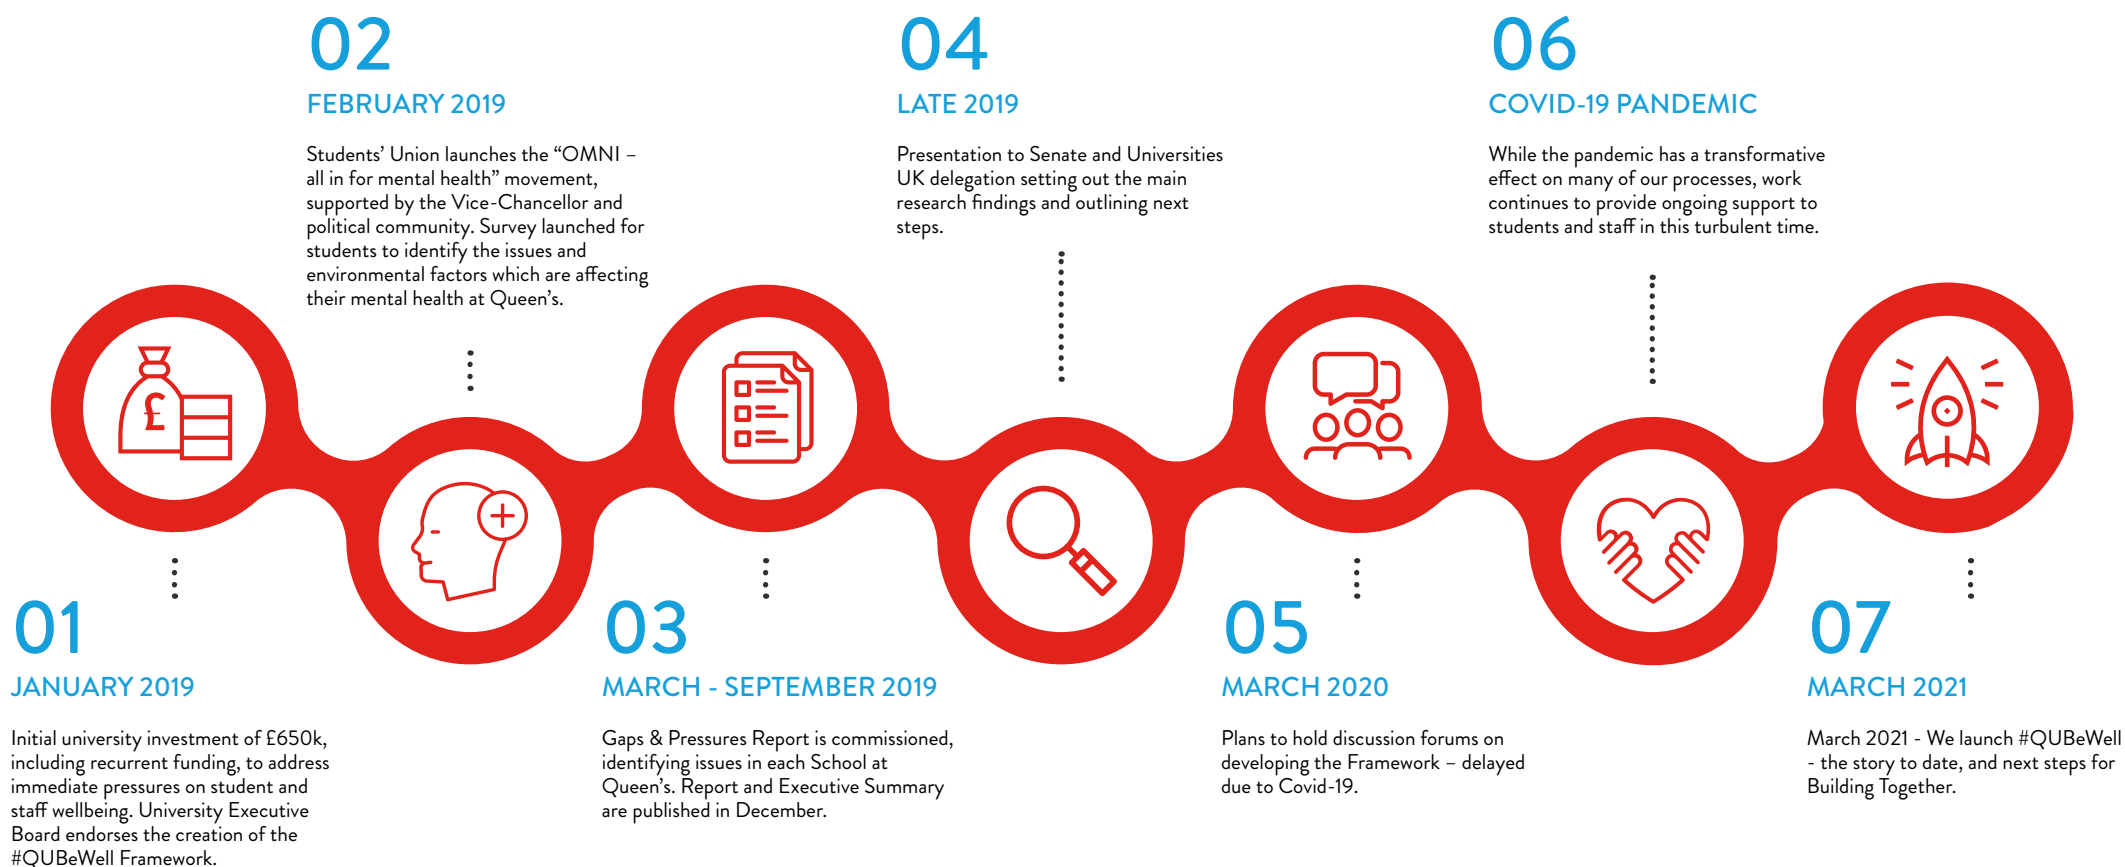 01
JANUARY 2019
Initial university investment of £650k,
including recurrent funding, to address
immediate pressures on student and
staff wellbeing. University Executive
Board endorses the creation of the
#QUBeWell Framework.
02
FEBRUARY 2019
Students’ Union launches the “OMNI –
all in for mental health” movement,
supported by the Vice-Chancellor and
political community. Survey launched for
students to identify the issues and
environmental factors which are affecting
their mental health at Queen’s.
03
MARCH - SEPTEMBER 2019
Gaps & Pressures Report is commissioned,
identifying issues in each School at
Queen’s. Report and Executive Summary
are published in December.
04
LATE 2019
Presentation to Senate and Universities
UK delegation setting out the main
research findings and outlining next
steps.
05
MARCH 2020
Plans to hold discussion forums on
developing the Framework – delayed
due to Covid-19.
06
COVID-19 PANDEMIC
While the pandemic has a transformative
effect on many of our processes, work
continues to provide ongoing support to
students and staff in this turbulent time.
07
MARCH 2021
March 2021 - We launch #QUBeWell
- the story to date, and next steps for
Building Together.
£